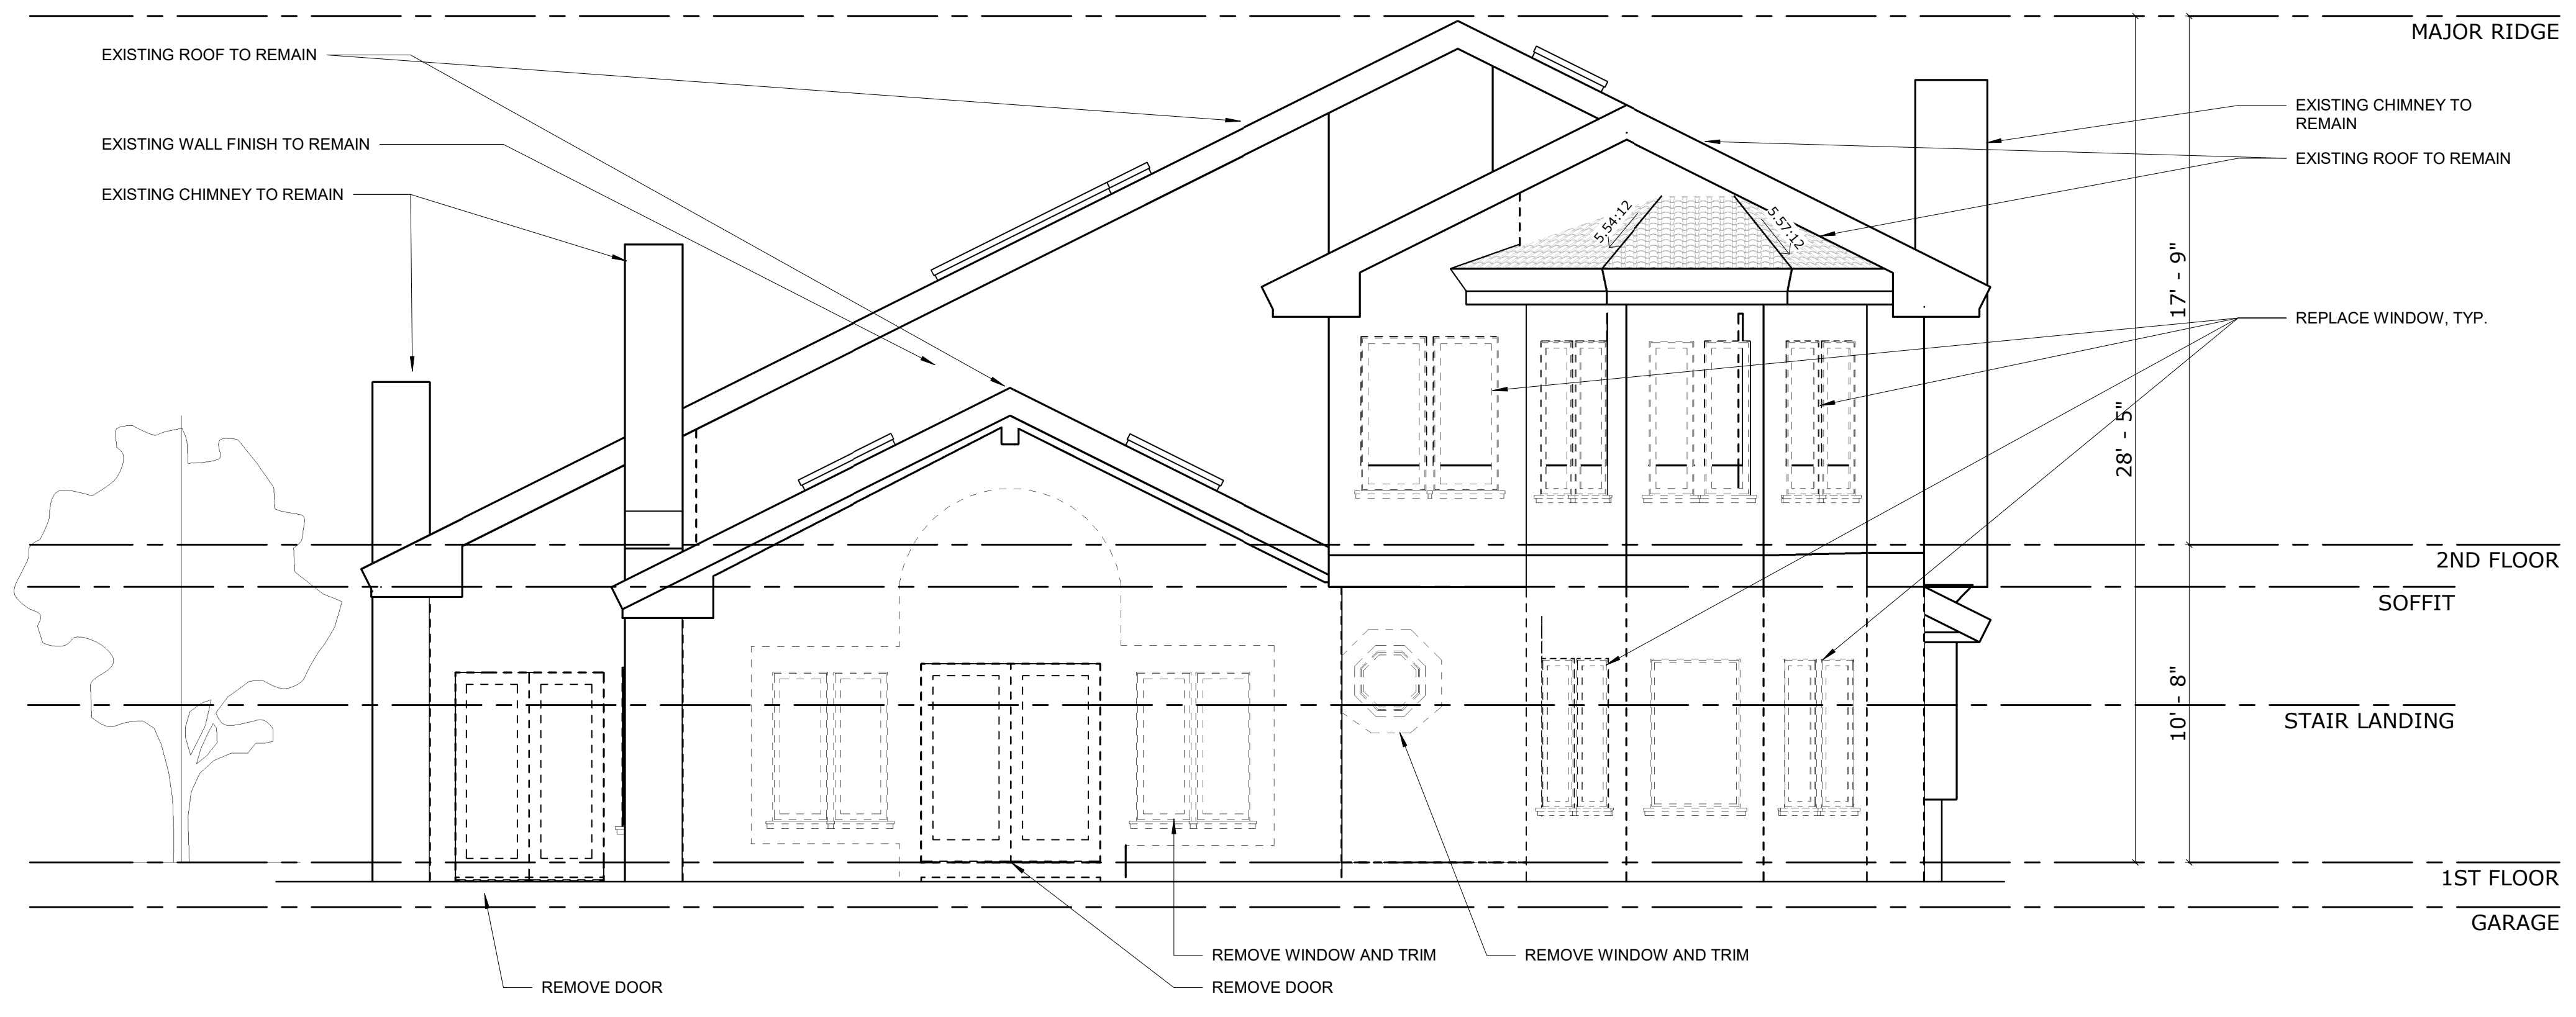 MAJOR RIDGE
EXISTING ROOF TO REMAIN
EXISTING WALL FINISH TO REMAIN
EXISTING CHIMNEY TO REMAIN
EXISTING CHIMNEY TO
REMAIN
EXISTING ROOF TO REMAIN
5.54:12
5.57:12
17' - 9"
REPLACE WINDOW, TYP.
28' - 5"
2ND FLOOR
SOFFIT
10' - 8"
STAIR LANDING
1ST FLOOR
GARAGE
REMOVE WINDOW AND TRIM
REMOVE WINDOW AND TRIM
REMOVE DOOR
REMOVE DOOR